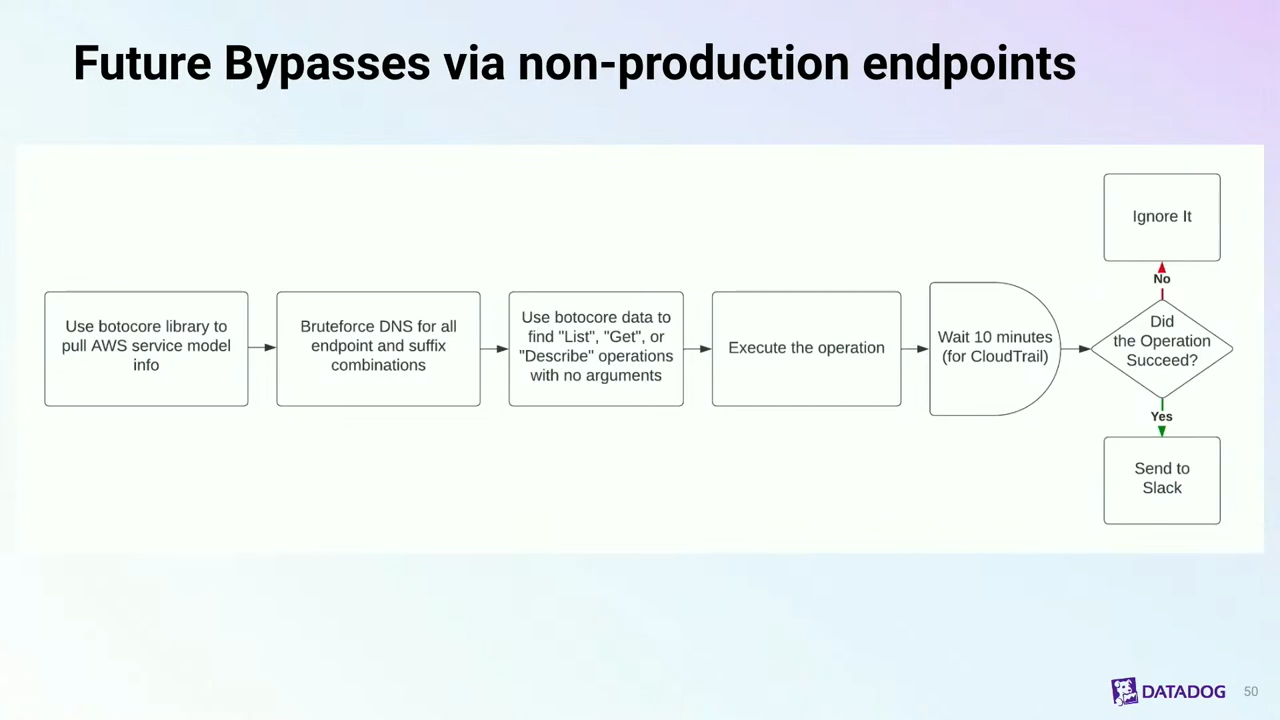 Future Bypasses via non-production endpoints
Use botocore library to
pull AWS service model
info
Bruteforce DNS for all
endpoint and suffix
combinations
Use botocore data to
find "List", "Get", or
"Describe" operations
with no arguments
Execute the operation
Wait 10 minutes
(for CloudTrail)
Did
the Operation
Succeed?
No
Ignore It
Yes
Send to
Slack
DATADOG
50